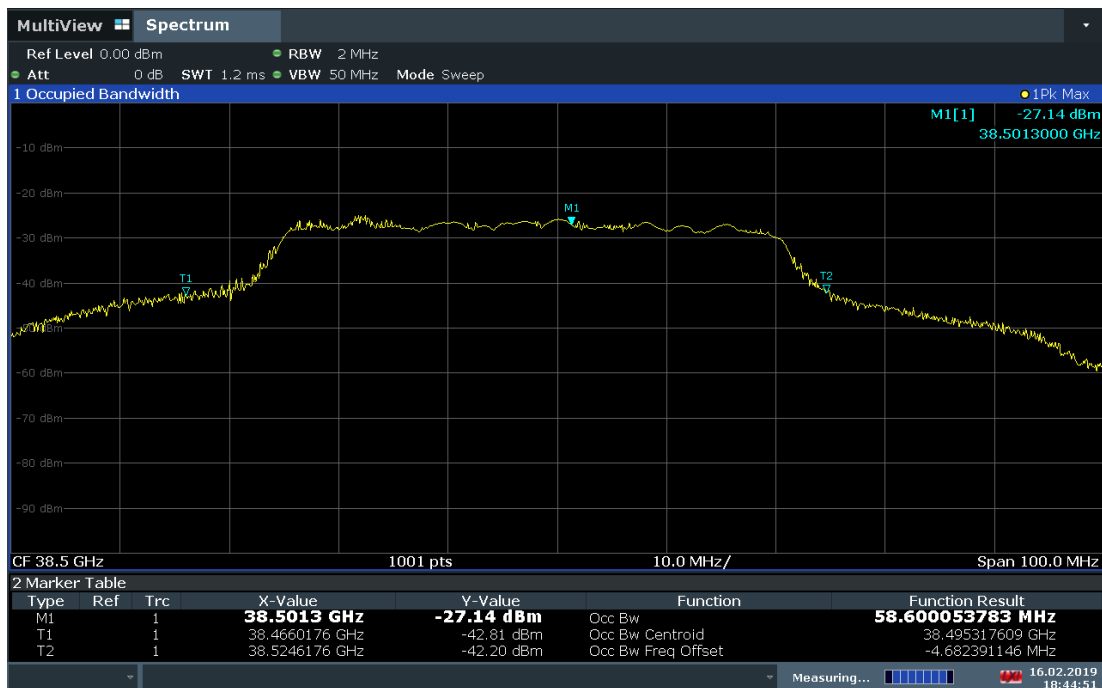 MultiView Spectrum
Ref Level 0.00 dBm RBW 2 MHz
Att 0 dB SWT 1.2 ms VBW 50 MHz Mode Sweep
1 Occupied Bandwidth 1Pk Max
M1[1] -27.14 dBm
38.5013000 GHz
-10 dBm
-20 dBm
M1
-30 dBm
T1
T2
-40 dBm
-60 dBm
-70 dBm
-80 dBm
-90 dBm
CF 38.5 GHz 1001 pts 10.0 MHz/ Span 100.0 MHz
2 Marker Table
Type Ref Trc X-Value Y-Value Function Function Result
M1 1 38.5013 GHz -27.14 dBm Occ Bw 58.600053783 MHz
T1 1 38.4660176 GHz -42.81 dBm Occ Bw Centroid 38.495317609 GHz
T2 1 38.5246176 GHz -42.20 dBm Occ Bw Freq Offset -4.682391146 MHz
Measuring... 16.02.2019
18:44:51